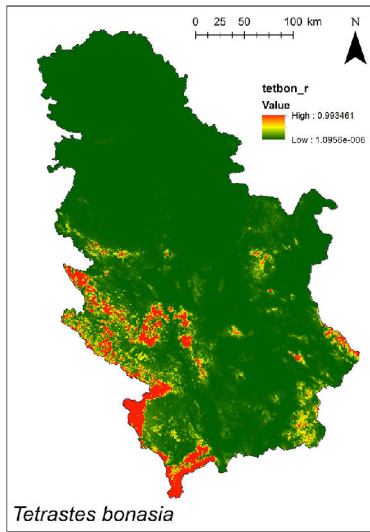 0 25 50 100 km
N
tetbon_r
Value
High : 0.993461
Low : 1.0956e-006
Tetrastes bonasia